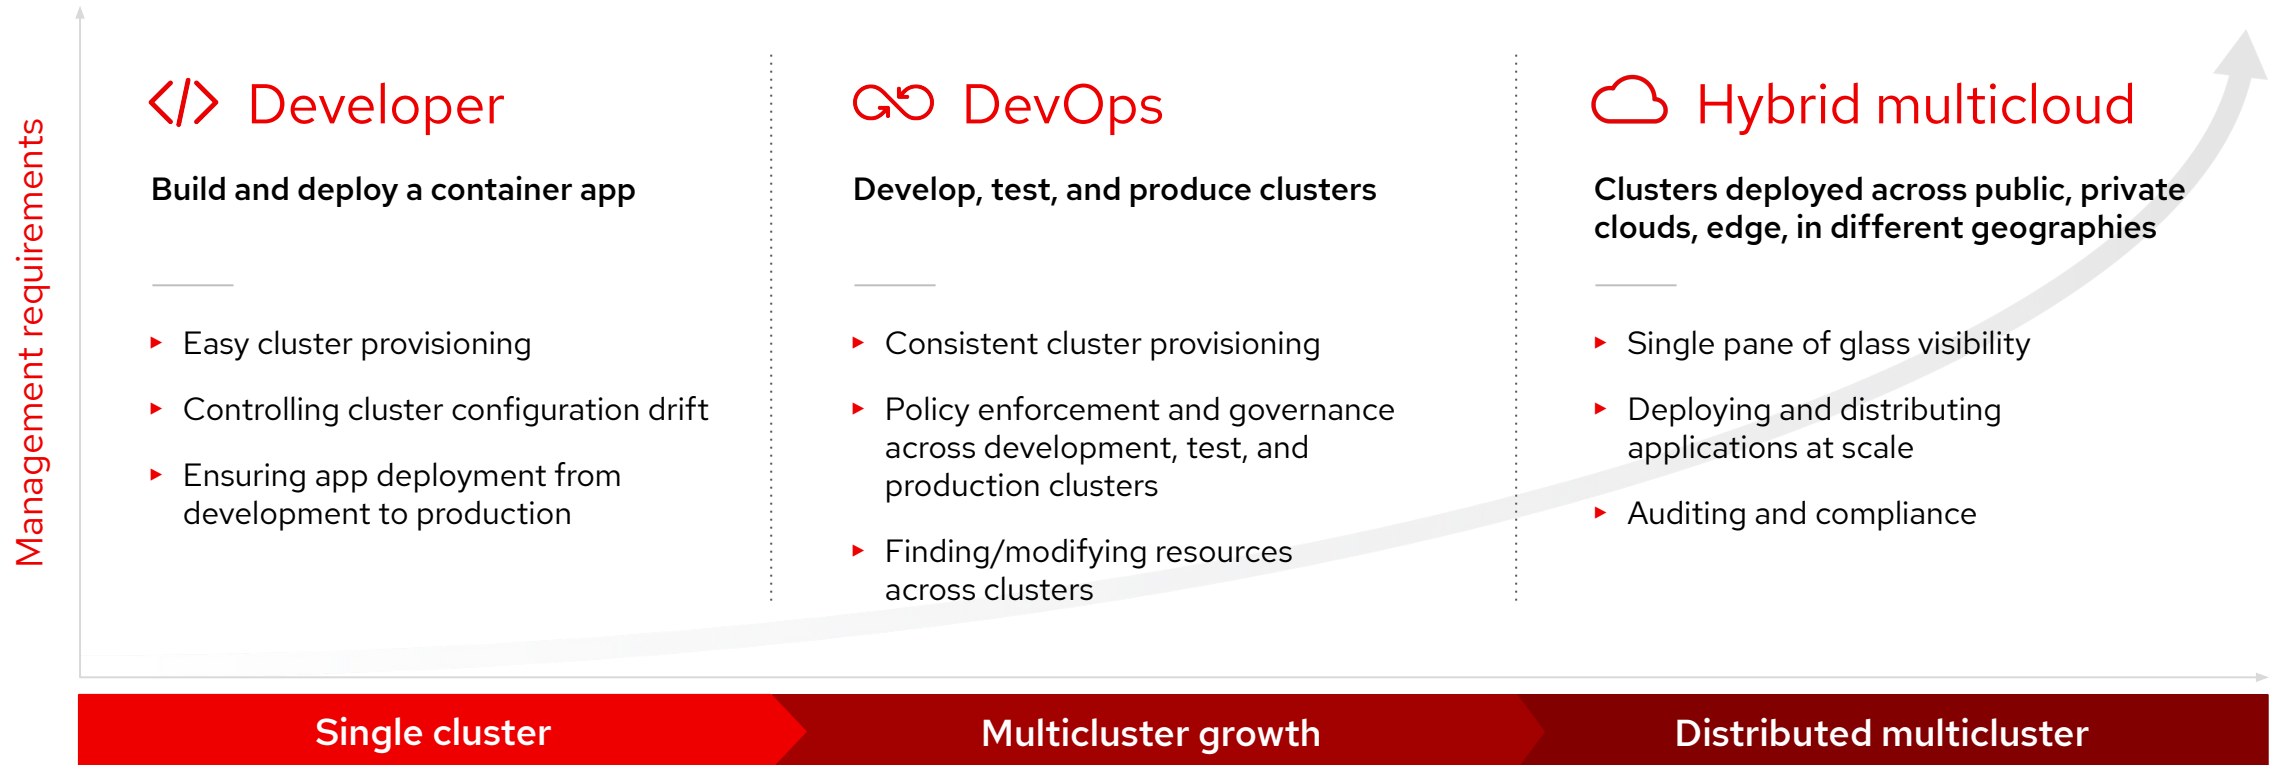 Management requirements
Developer
Build and deploy a container app
Easy cluster provisioning
Controlling cluster configuration drift
Ensuring app deployment from
development to production
DevOps
Develop, test, and produce clusters
Consistent cluster provisioning
Policy enforcement and governance
across development, test, and
production clusters
Finding/modifying resources
across clusters
Hybrid multicloud
Clusters deployed across public, private
clouds, edge, in different geographies
Single pane of glass visibility
Deploying and distributing
applications at scale
Auditing and compliance
Single cluster
Multicluster growth
Distributed multicluster